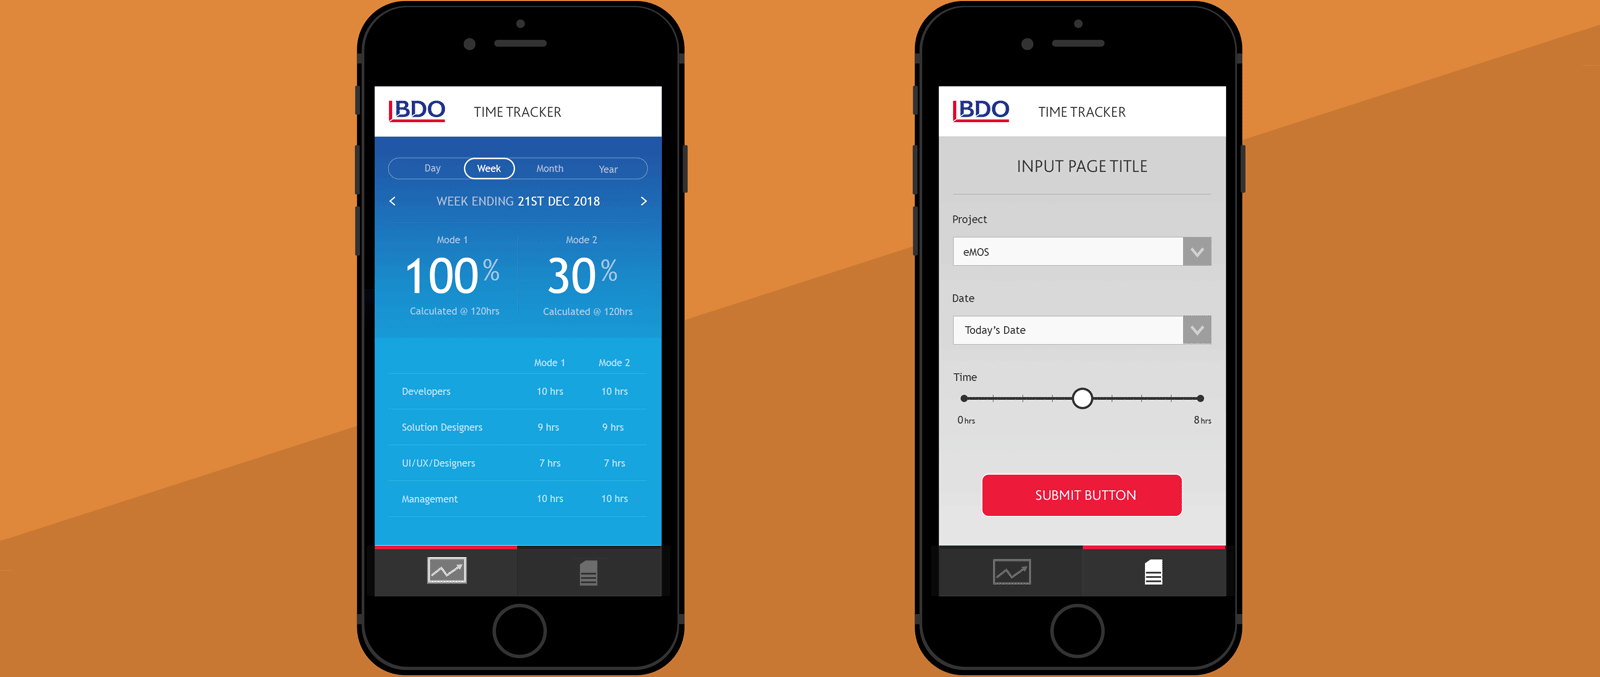 BDO TIME TRACKER
Day Week Month Year
< WEEK ENDING 21ST DEC 2018 >
Mode 1 Mode 2
100% 30%
Calculated @ 120hrs Calculated @ 120hrs
Mode 1 Mode 2
Developers 10 hrs 10 hrs
Solution Designers 9 hrs 9 hrs
UI/UX/Designers 7 hrs 7 hrs
Management 10 hrs 10 hrs
BDO TIME TRACKER
INPUT PAGE TITLE
Project
eMOS
Date
Today's Date
Time
0hrs 8hrs
SUBMIT BUTTON